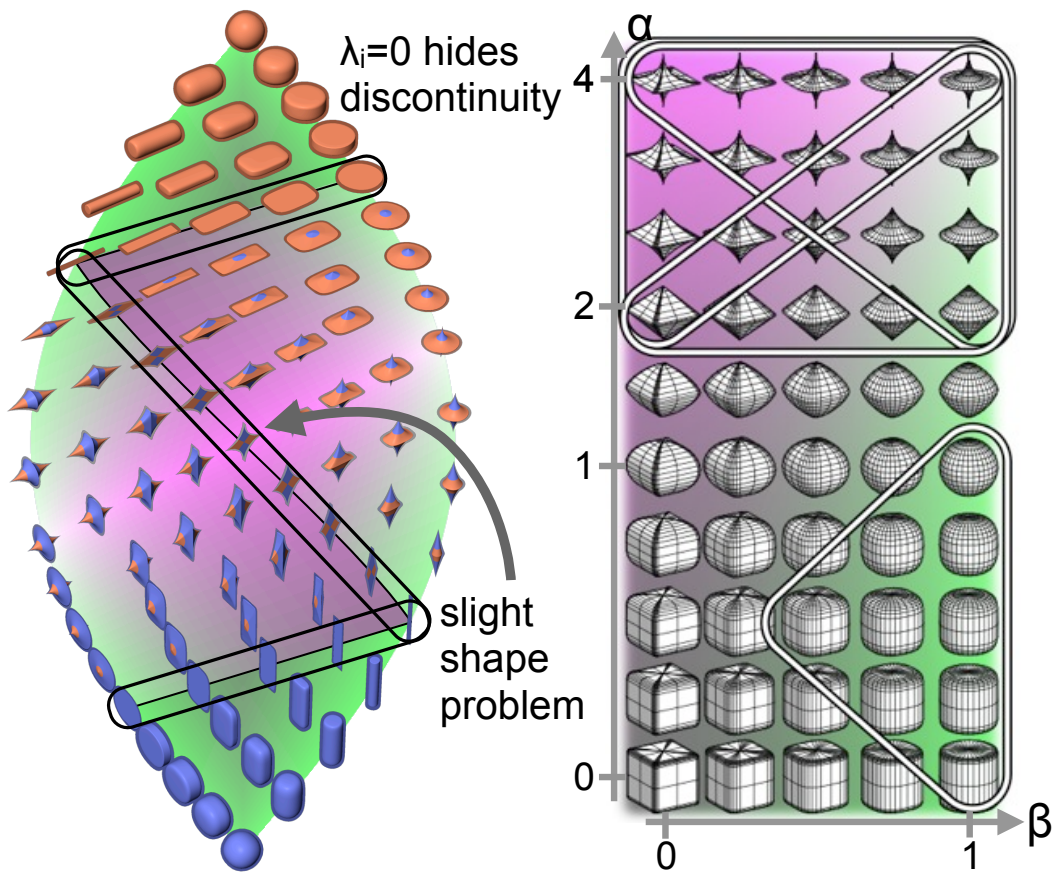 λi=0 hides
discontinuity
slight
shape
problem
α
4
2
1
0
0
1
β